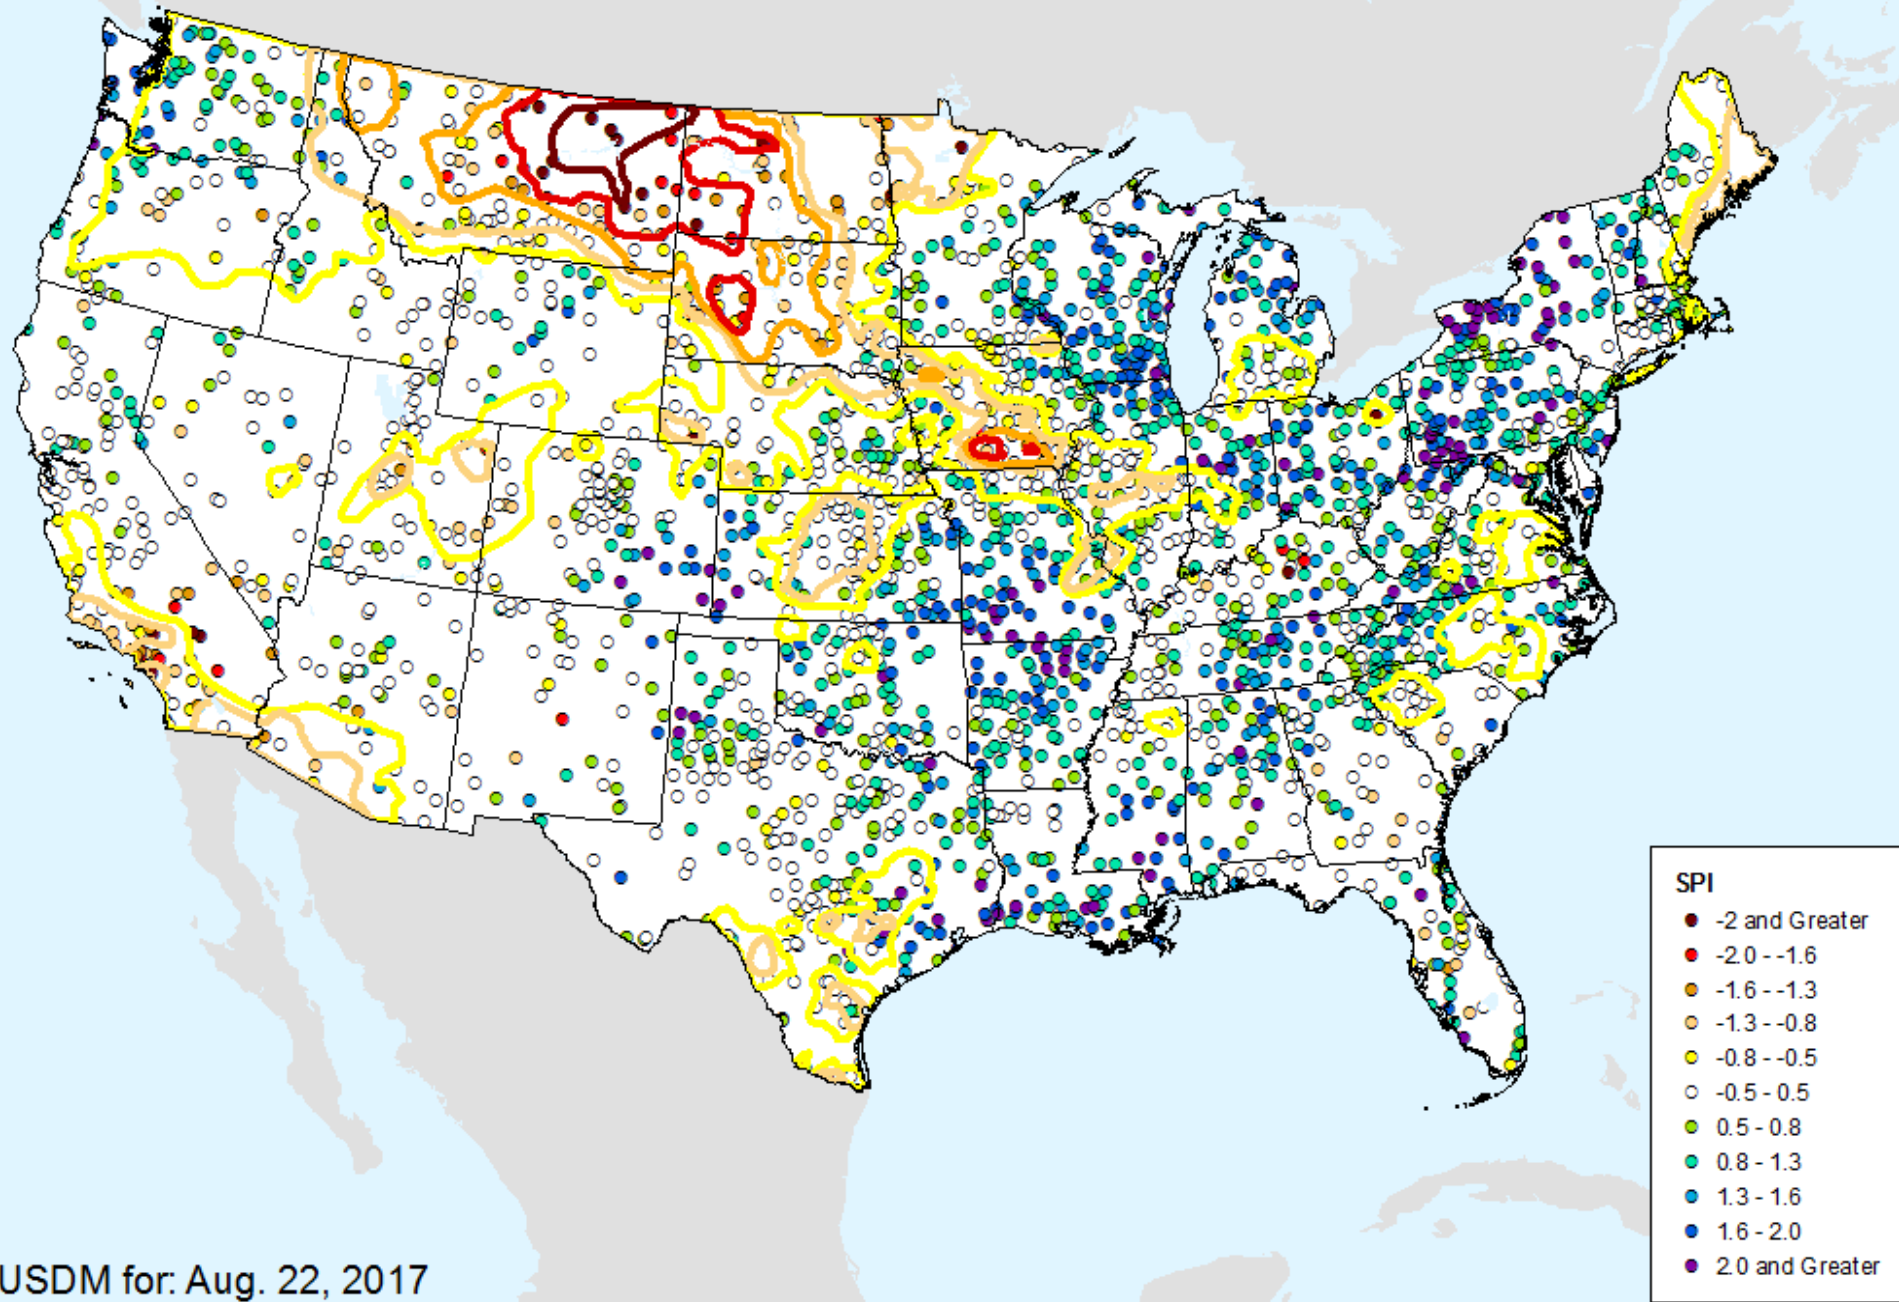 SPI
-2 and Greater
-2.0 - -1.6
-1.6 - -1.3
-1.3 - -0.8
-0.8 - -0.5
-0.5 - 0.5
0.5 - 0.8
0.8 - 1.3
1.3 - 1.6
1.6 - 2.0
2.0 and Greater
USDM for: Aug. 22, 2017